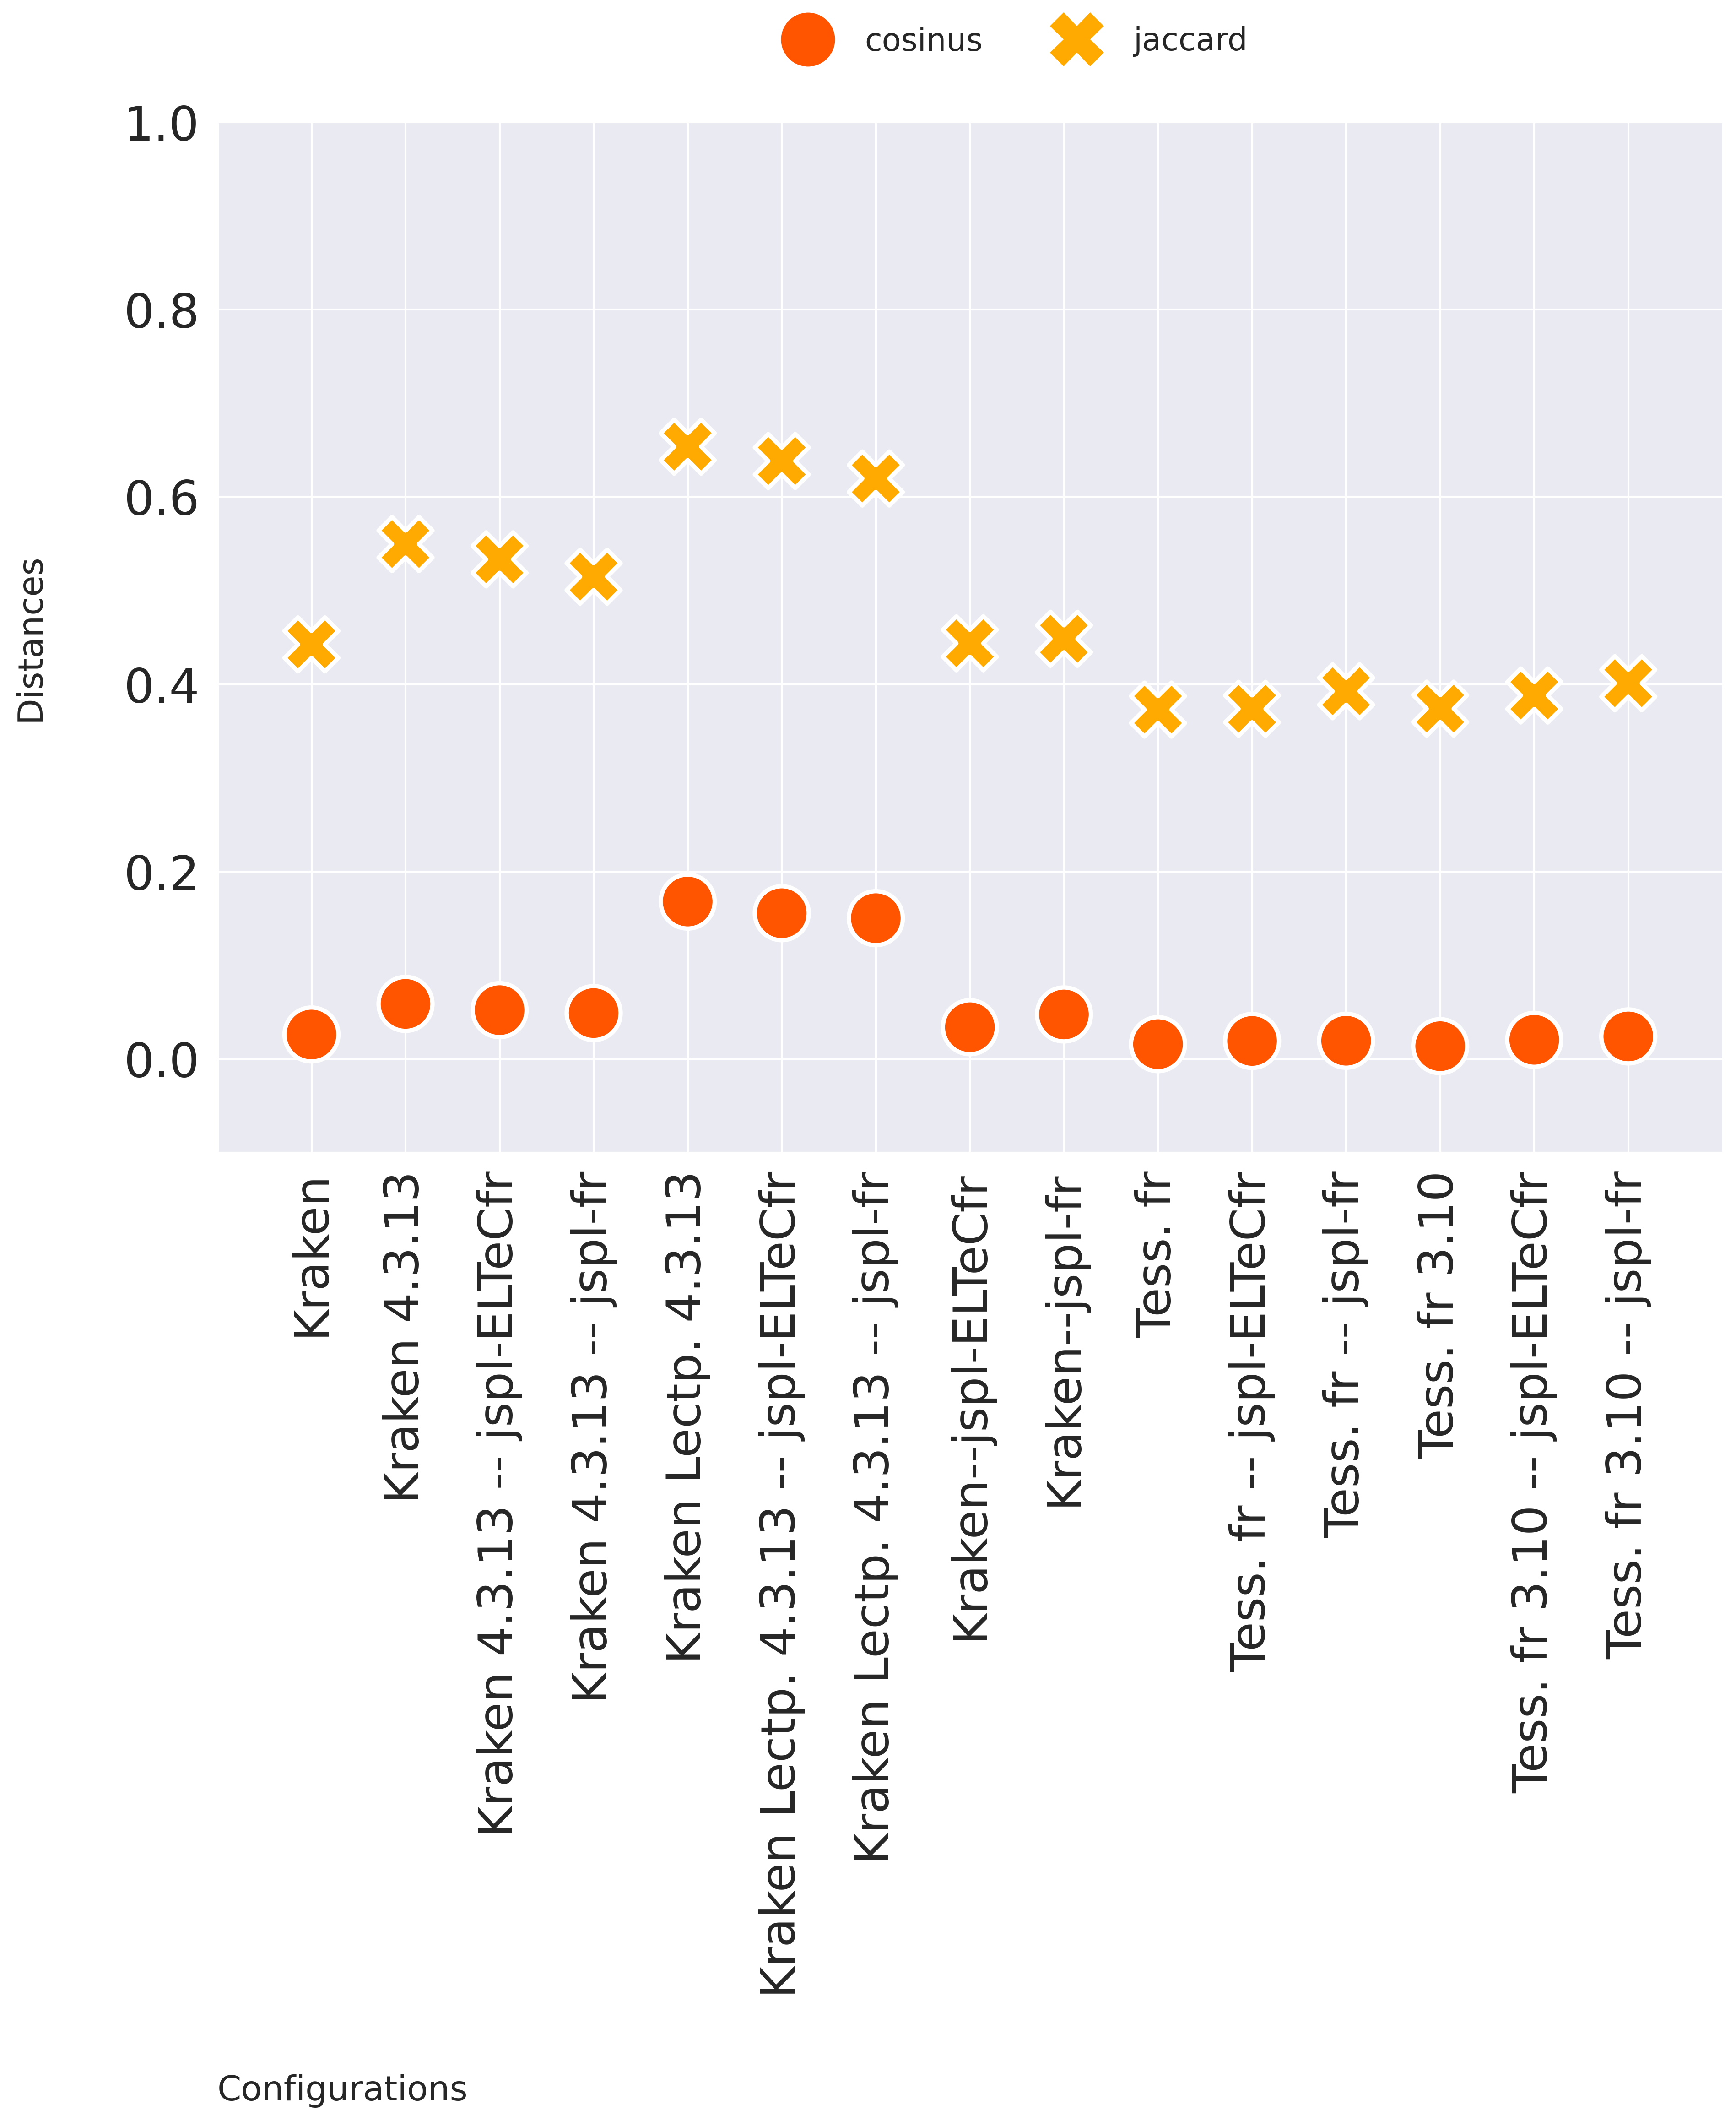 cosinus jaccard
1.0
0.8
0.6
0.4
0.2
0.0
Distances
Kraken
Kraken 4.3.13
Kraken 4.3.13 -- jspl-ELTeCfr
Kraken 4.3.13 -- jspl-fr
Kraken Lectp. 4.3.13
Kraken Lectp. 4.3.13 -- jspl-ELTeCfr
Kraken Lectp. 4.3.13 -- jspl-fr
Kraken--jspl-ELTeCfr
Kraken--jspl-fr
Tess. fr
Tess. fr -- jspl-ELTeCfr
Tess. fr -- jspl-fr
Tess. fr 3.10
Tess. fr 3.10 -- jspl-ELTeCfr
Tess. fr 3.10 -- jspl-fr
Configurations